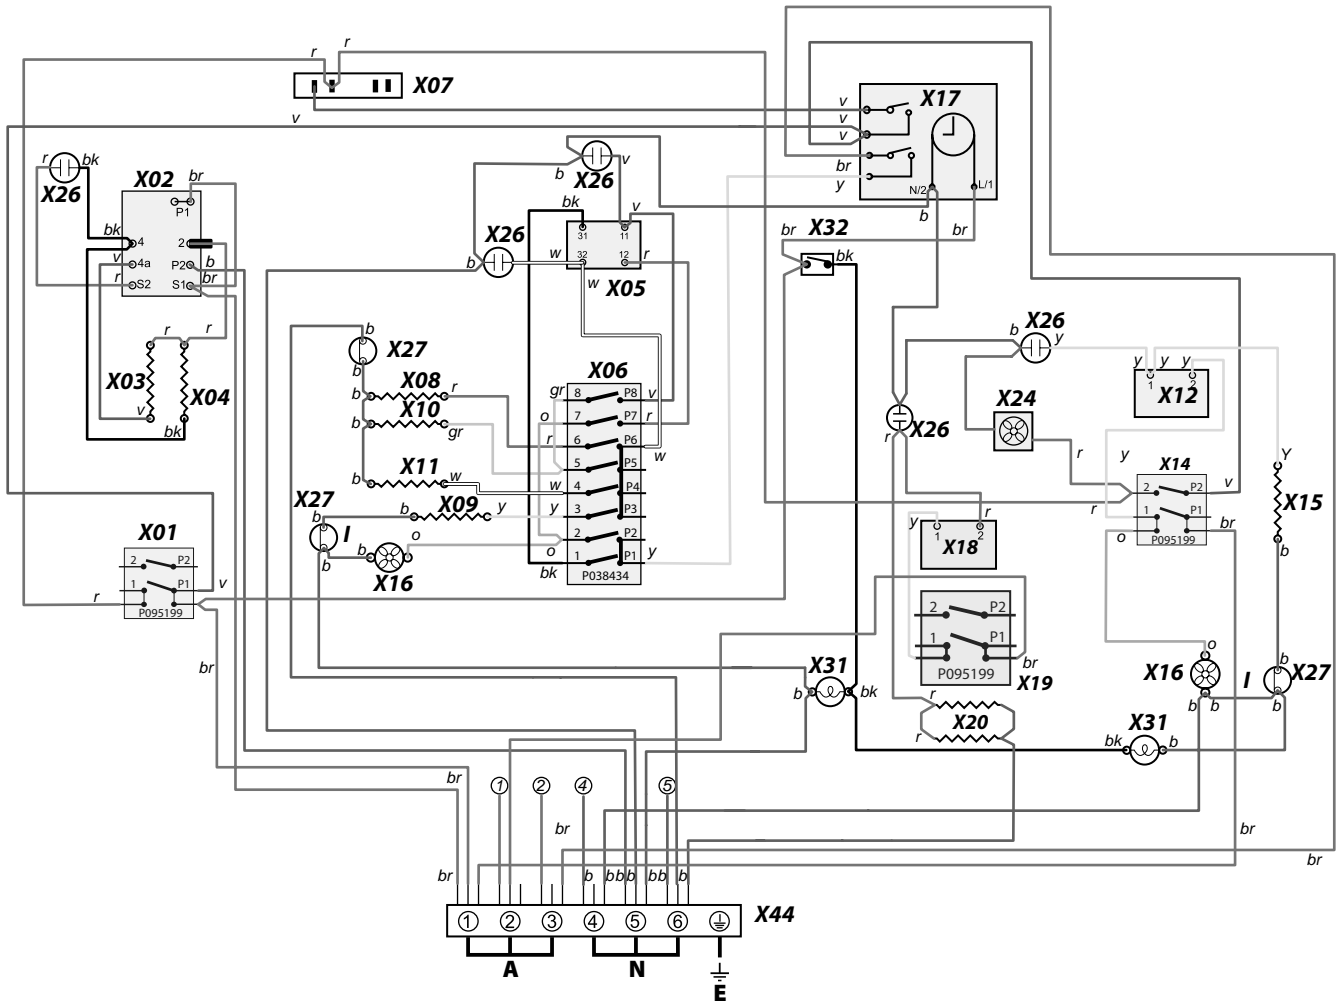 r
r
X07
v
v
v
v
br
y
X17
N/2
L/1
b
br
r
bk
X26
X02
br
P1
bk
4
2
v
4a
P2
b
r
S2
S1
br
b
X26
v
bk
v
31
11
X26
b
w
32
12
r
w
X05
br
X32
bk
r
r
X03
X04
v
bk
b
X27
b
b
X08
r
b
X10
gr
b
X11
w
X27
b
b
X09
y
I
b
b
o
X16
X06
gr
8
P8
v
o
7
P7
r
r
6
P6
w
5
P5
w
4
P4
y
3
P3
2
P2
o
bk
1
P1
y
P038434
b
X26
y
y
y
y
1
2
X12
X24
r
X26
r
y
1
r
2
X18
y
X14
2
P2
v
r
1
P1
br
o
P095199
Y
X15
b
X01
2
P2
1
P1
v
r
P095199
br
2
P2
1
P1
br
P095199
X19
r
X20
r
X31
b
bk
o
X16
b
b
I
b
X27
b
X31
bk
b
br
1
2
4
5
br
br
br
br
b
b
b
b
b
b
b
1
2
3
4
5
6
X44
A
N
E